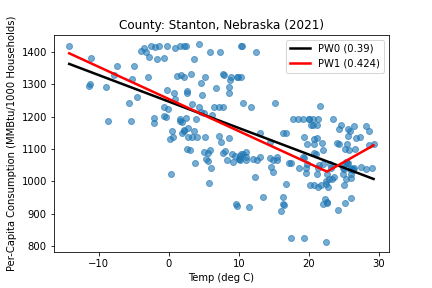 County: Stanton, Nebraska (2021)
PW0 (0.39)
PW1 (0.424)
Per-Capita Consumption (MMBtu/1000 Households)
1400
1300
1200
1100
1000
900
800
−10
0
10
20
30
Temp (deg C)